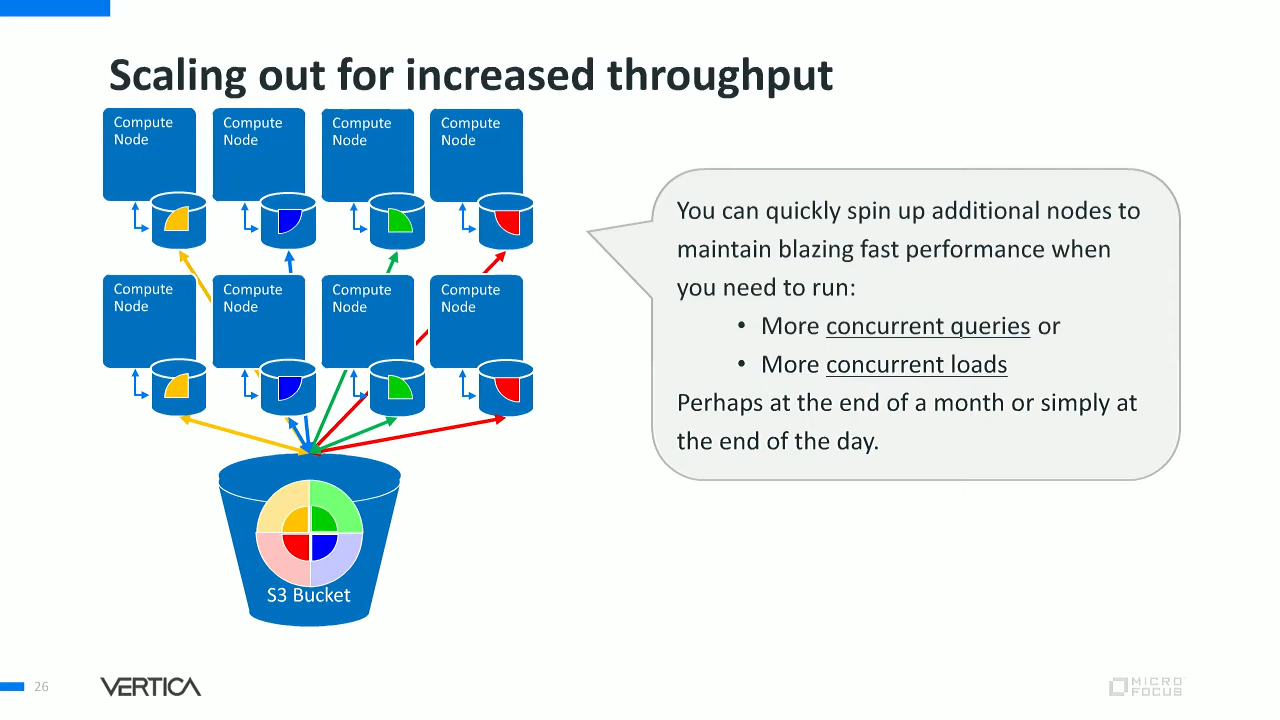 Scaling out for increased throughput
Compute
Node
Compute
Node
Compute
Node
Compute
Node
Compute
Node
Compute
Node
Compute
Node
Compute
Node
S3 Bucket
You can quickly spin up additional nodes to
maintain blazing fast performance when
you need to run:
• More concurrent queries or
• More concurrent loads
Perhaps at the end of a month or simply at
the end of the day.
26
VERTICA
MICRO
FOCUS